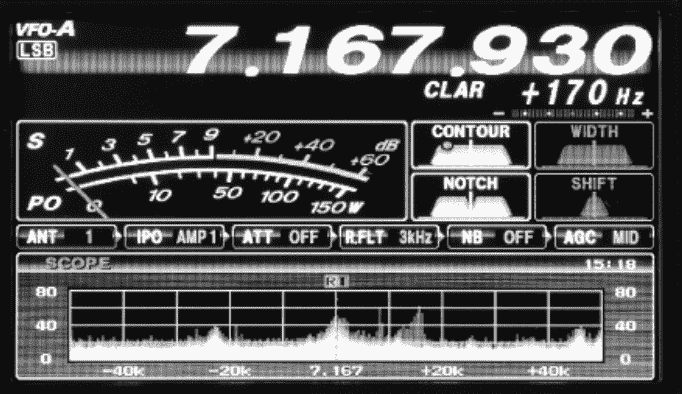 VFO-A
LSB
7.167.930
CLAR +170 Hz
- +
S 1 3 5 7 9 +20 +40 +60 dB
PO 0 10 50 100 150 W
CONTOUR WIDTH
NOTCH SHIFT
ANT 1 IPO AMP1 ATT OFF R.FLT 3kHz NB OFF AGC MID
SCOPE 15:18
R1
80 80
40 40
0 0
-40k -20k 7.167 +20k +40k